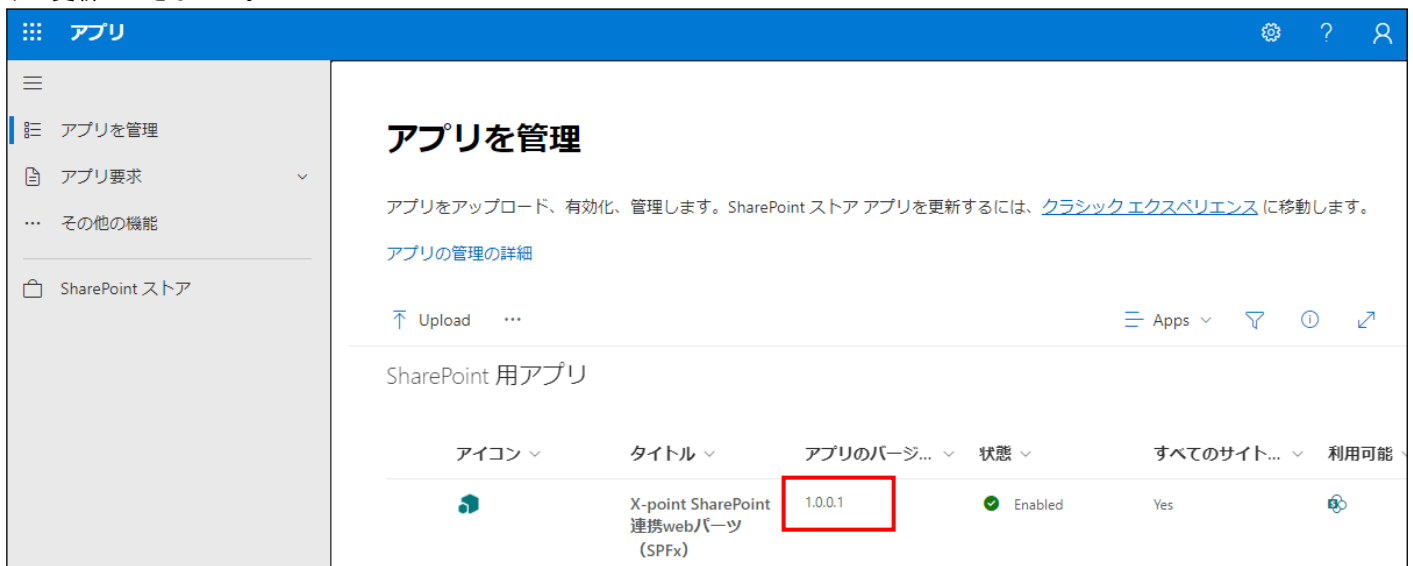 アプリ
?
アプリを管理
アプリ要求
その他の機能
SharePoint ストア
アプリを管理
アプリをアップロード、有効化、管理します。SharePoint ストア アプリを更新するには、クラシック エクスペリエンス に移動します。
アプリの管理の詳細
Upload ...
Apps
SharePoint 用アプリ
アイコン タイトル アプリのバージ... 状態 すべてのサイト... 利用可能
X-point SharePoint 1.0.0.1 Enabled Yes
連携webパーツ
（SPFx）